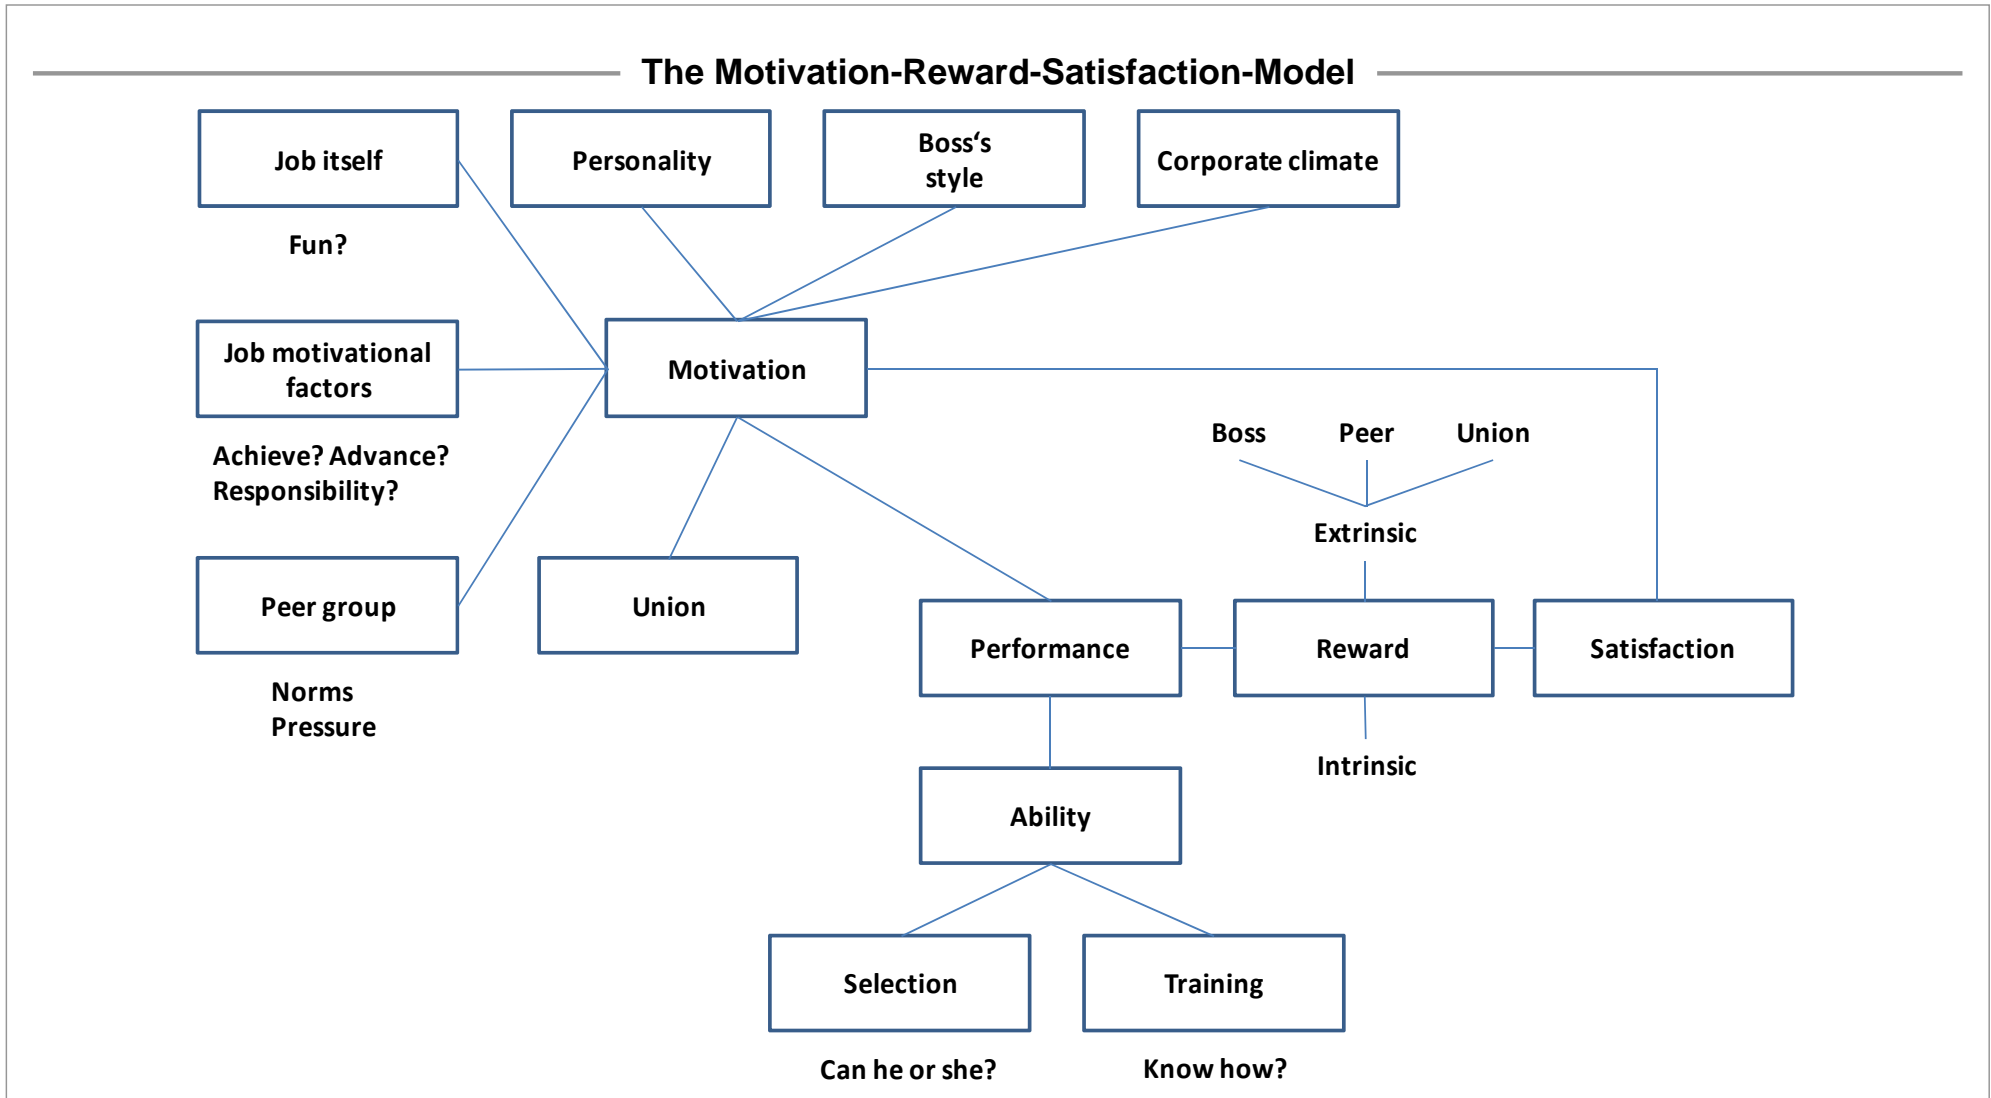 The Motivation-Reward-Satisfaction-Model
Job itself
Personality
Boss‘s
style
Corporate climate
Fun?
Job motivational
factors
Motivation
Achieve? Advance?
Responsibility?
Boss
Peer
Union
Extrinsic
Peer group
Union
Performance
Reward
Satisfaction
Norms
Pressure
Intrinsic
Ability
Selection
Training
Can he or she?
Know how?